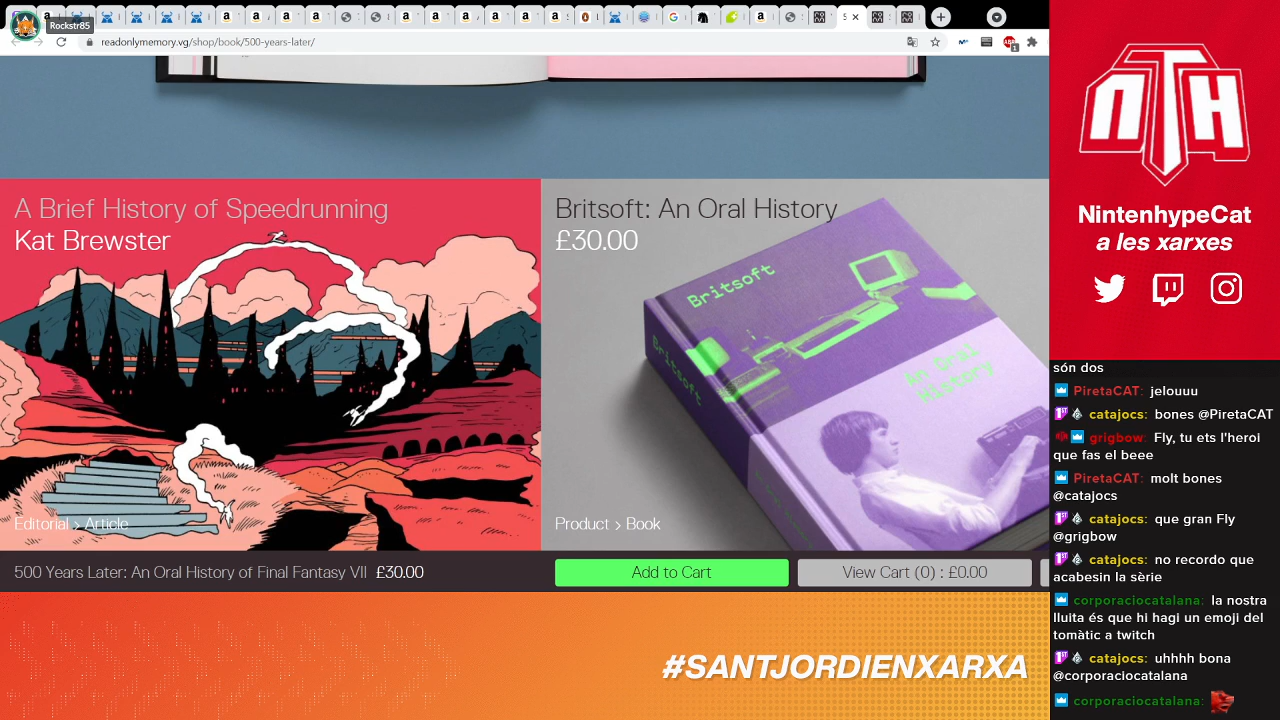 Rockstr85
readonlymemory.vg/shop/book/500-years-later/
A Brief History of Speedrunning
Kat Brewster
Editorial > Article
Britsoft: An Oral History
£30.00
Britsoft
Britsoft
An Oral
History
Product > Book
500 Years Later: An Oral History of Final Fantasy VII £30.00
Add to Cart
View Cart (0) : £0.00
#SANTJORDIENXARXA
NTH
NintenhypeCat
a les xarxes
són dos
PiretaCAT: jelouuu
catajocs: bones @PiretaCAT
grigbow: Fly, tu ets l'heroi
que fas el beee
PiretaCAT: molt bones
@catajocs
catajocs: que gran Fly
@grigbow
catajocs: no recordo que
acabesin la sèrie
corporaciocatalana: la nostra
lluita és que hi hagi un emoji del
tomàtic a twitch
catajocs: uhhhh bona
@corporaciocatalana
corporaciocatalana: